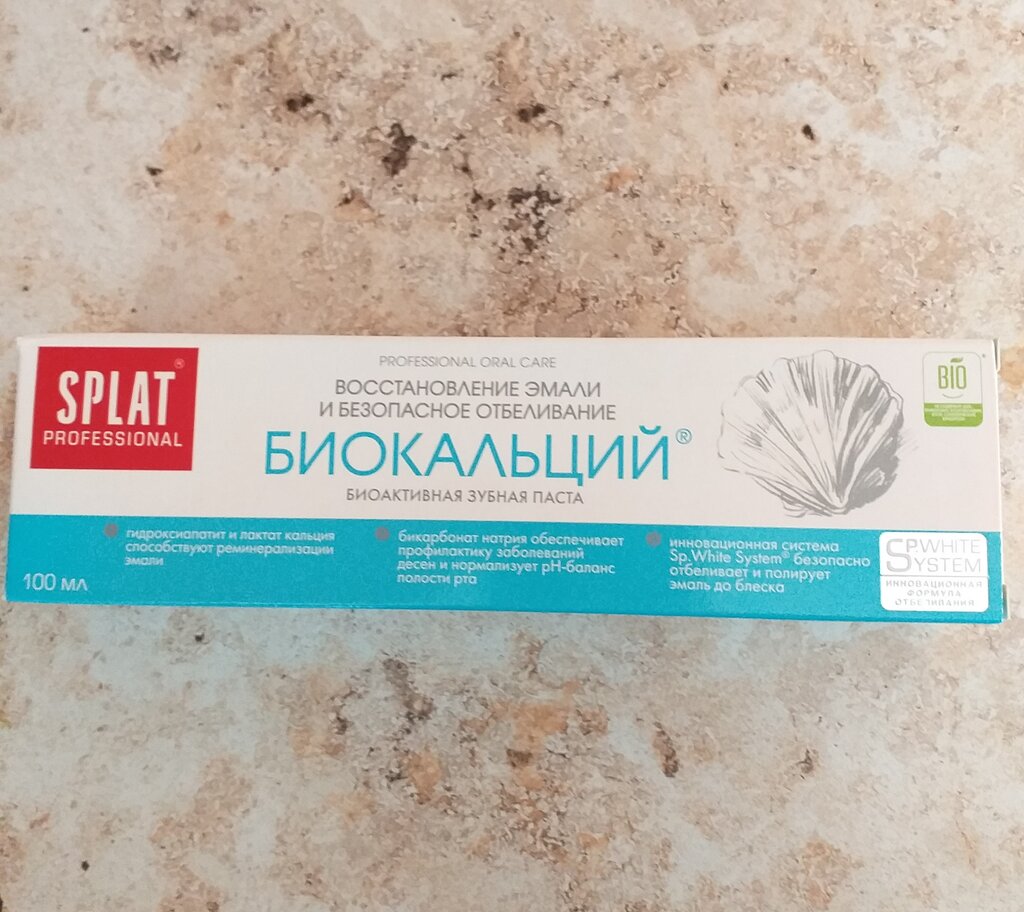 SPLAT®
PROFESSIONAL
PROFESSIONAL ORAL CARE
ВОССТАНОВЛЕНИЕ ЭМАЛИ
И БЕЗОПАСНОЕ ОТБЕЛИВАНИЕ
БИОКАЛЬЦИЙ®
БИОАКТИВНАЯ ЗУБНАЯ ПАСТА
BIO
гидроксиапатит и лактат кальция
способствуют реминерализации
эмали
бикарбонат натрия обеспечивает
профилактику заболеваний
десен и нормализует pH-баланс
полости рта
инновационная система
Sp.White System® безопасно
отбеливает и полирует
эмаль до блеска
SP.WHITE
SYSTEM
ИННОВАЦИОННАЯ
ФОРМУЛА
ОТБЕЛИВАНИЯ
100 мл